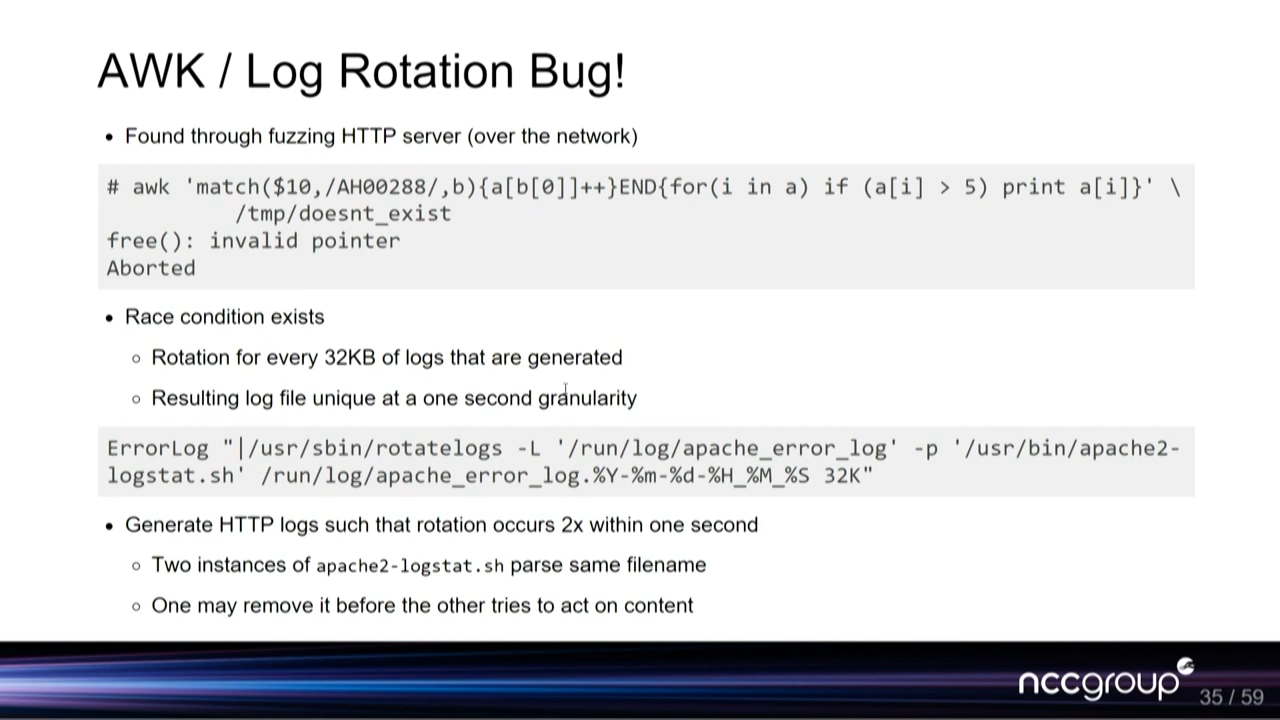 AWK / Log Rotation Bug!
• Found through fuzzing HTTP server (over the network)
# awk 'match($10,/AH00288/,b){a[b[0]]++}END{for(i in a) if (a[i] > 5) print a[i]}' \
/tmp/doesnt_exist
free(): invalid pointer
Aborted
• Race condition exists
○ Rotation for every 32KB of logs that are generated
○ Resulting log file unique at a one second granularity
ErrorLog "|/usr/sbin/rotatelogs -L '/run/log/apache_error_log' -p '/usr/bin/apache2-
logstat.sh' /run/log/apache_error_log.%Y-%m-%d-%H_%M_%S 32K"
• Generate HTTP logs such that rotation occurs 2x within one second
○ Two instances of apache2-logstat.sh parse same filename
○ One may remove it before the other tries to act on content
nccgroup
35 / 59